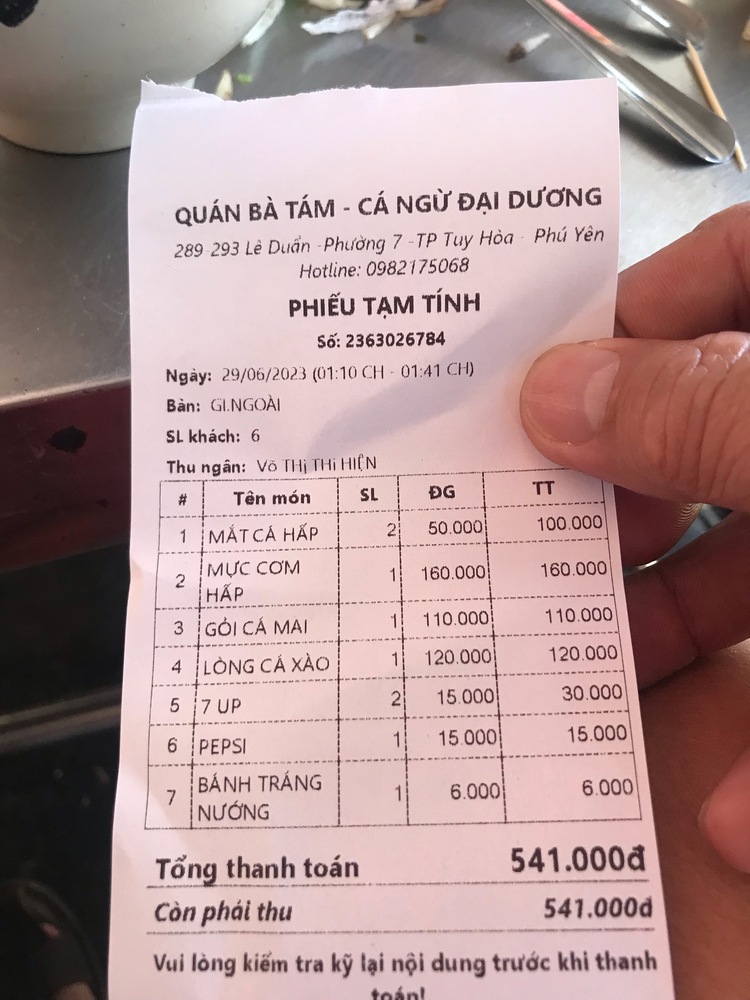 QUÁN BÀ TÁM - CÁ NGỪ ĐẠI DƯƠNG
289-293 Lê Duẩn -Phường 7 -TP Tuy Hòa - Phú Yên
Hotline: 0982175068
PHIẾU TẠM TÍNH
Số: 2363026784
Ngày: 29/06/2023 (01:10 CH - 01:41 CH)
Bàn: GI.NGOÀI
SL khách: 6
Thu ngân: Võ THị THi HIỆN
# Tên món SL ĐG TT
1 MẮT CÁ HẤP 2 50.000 100.000
2 MỰC CƠM 1 160.000 160.000
HẤP
3 GỎI CÁ MAI 1 110.000 110.000
4 LÒNG CÁ XÀO 1 120.000 120.000
5 7 UP 2 15.000 30.000
6 PEPSI 1 15.000 15.000
7 BÁNH TRÁNG 1 6.000 6.000
NƯỚNG
Tổng thanh toán 541.000đ
Còn phải thu 541.000đ
Vui lòng kiểm tra kỹ lại nội dung trước khi thanh
toán!